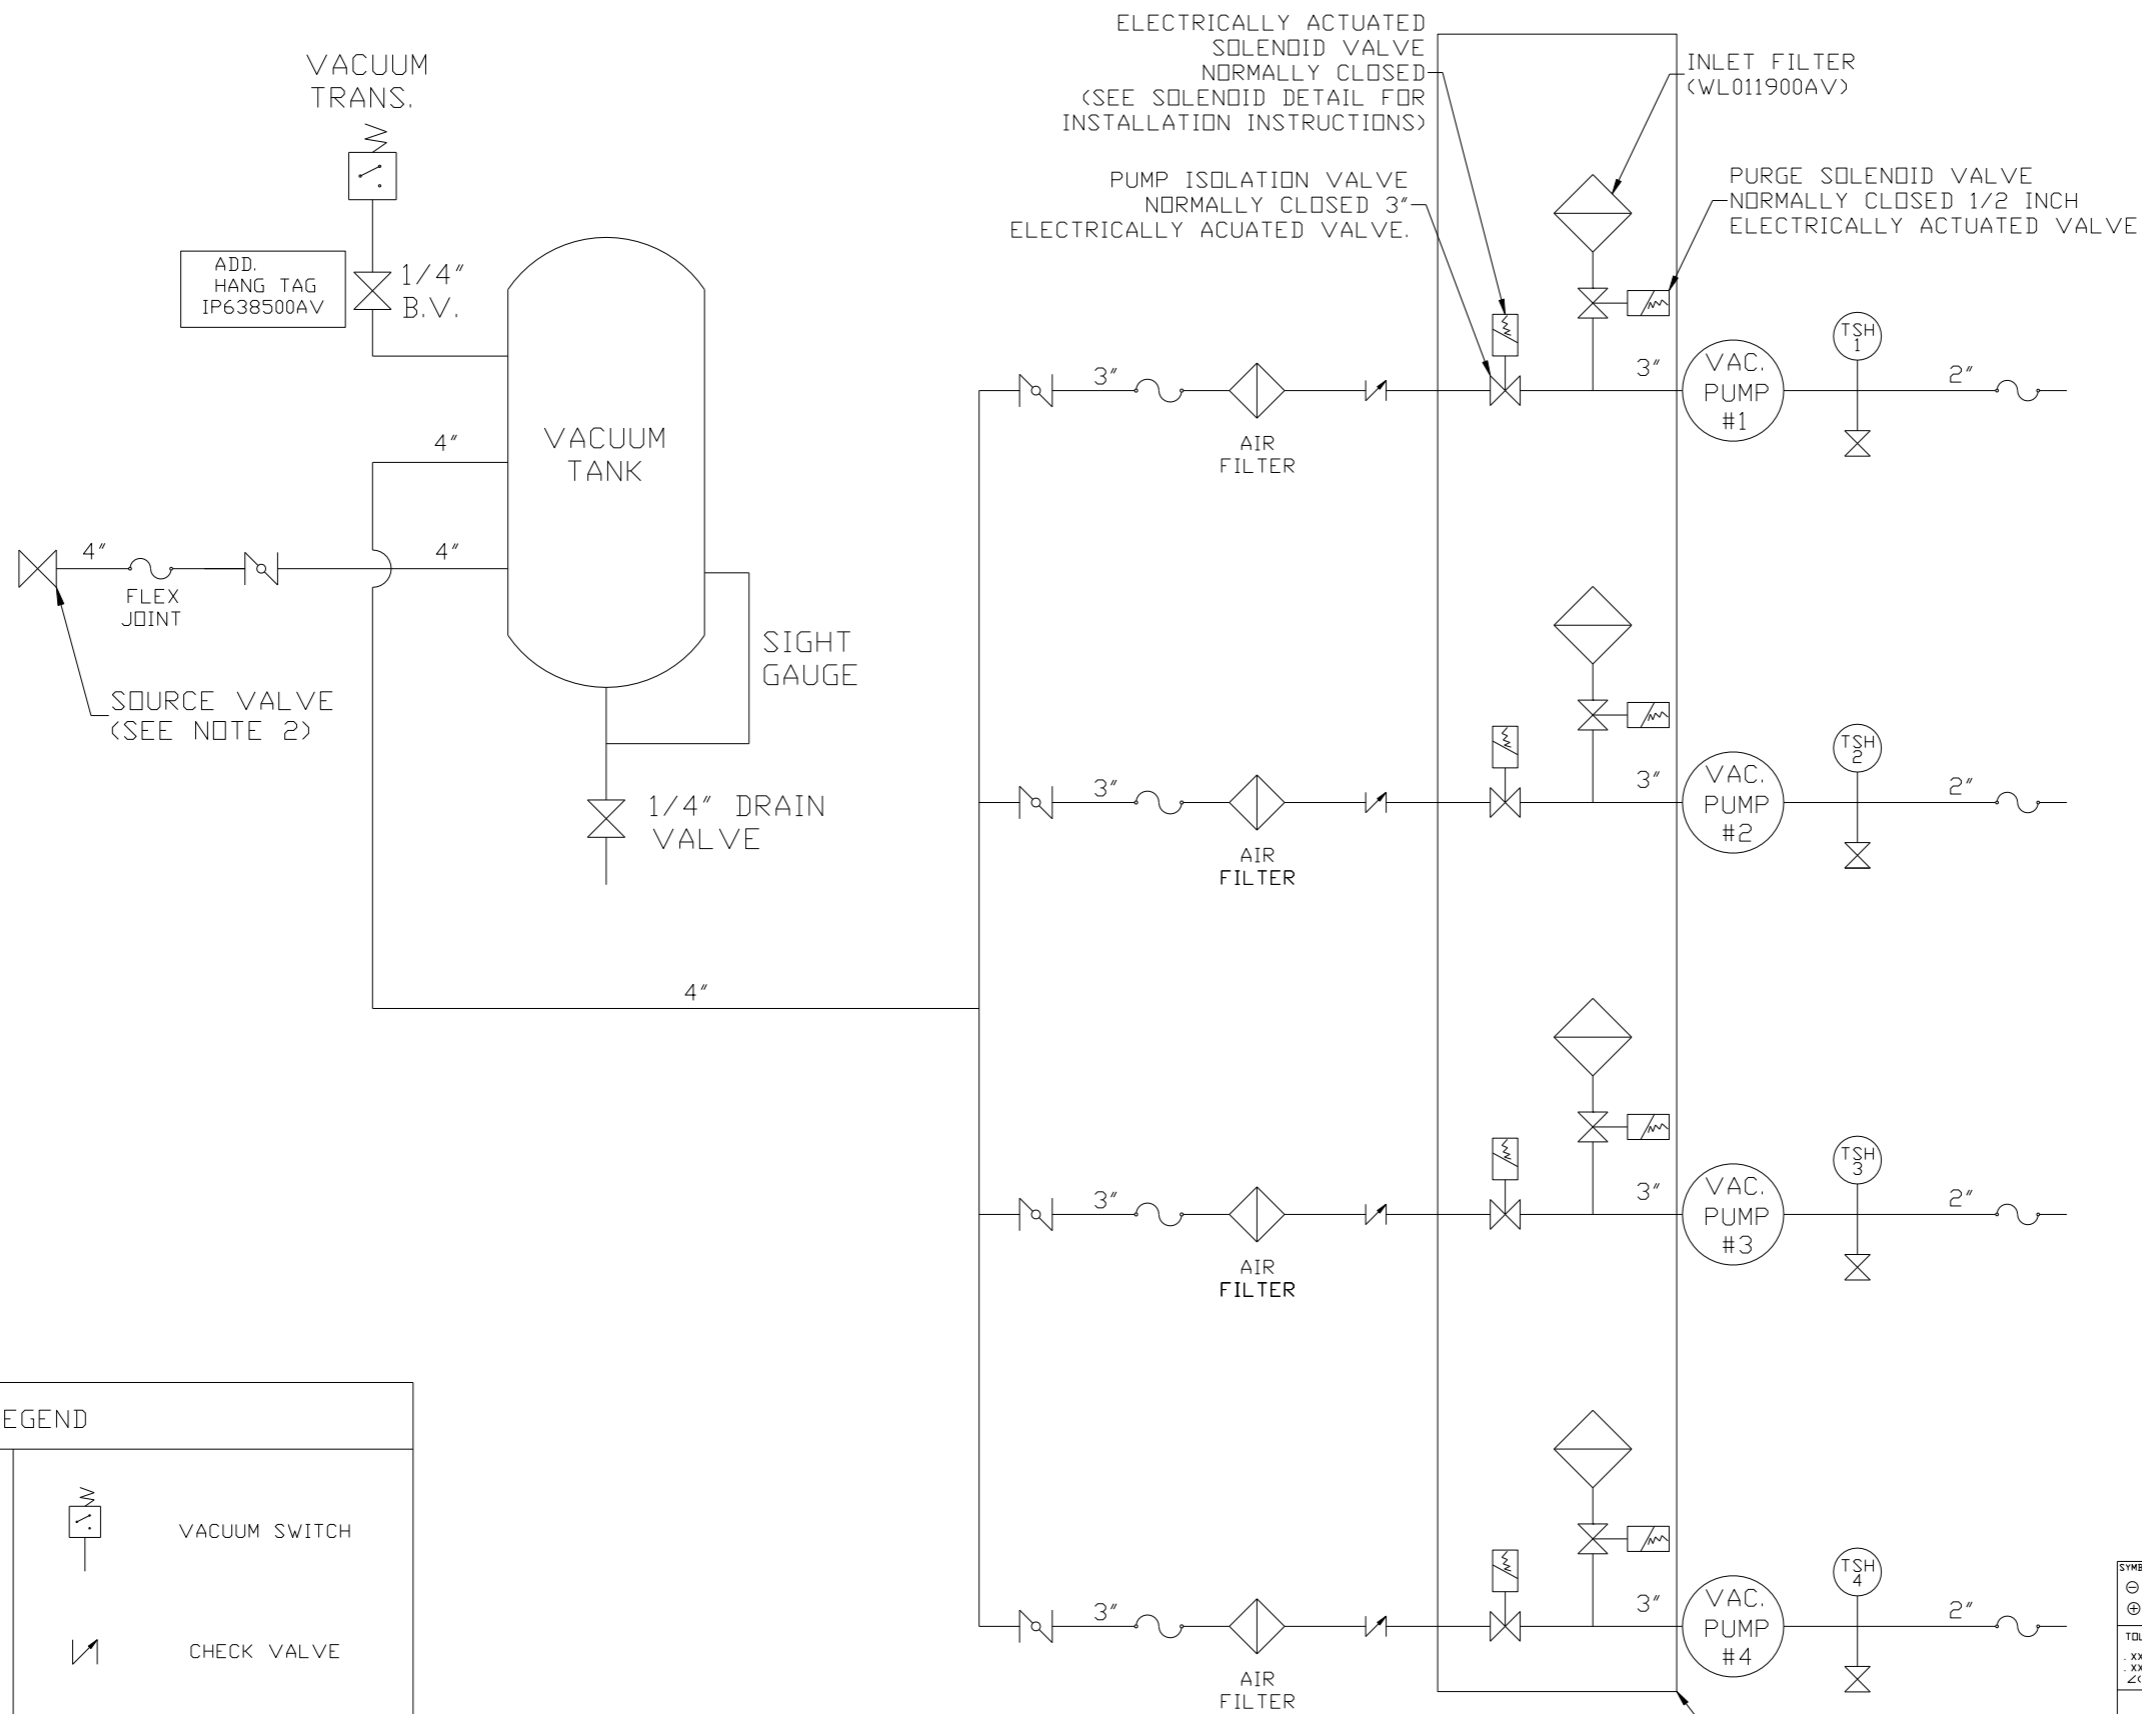 ELECTRICALLY ACTUATED
SOLENOID VALVE
NORMALLY CLOSED
(SEE SOLENOID DETAIL FOR
INSTALLATION INSTRUCTIONS)
INLET FILTER
(WL011900AV)
VACUUM
TRANS.
PUMP ISOLATION VALVE
NORMALLY CLOSED 3"
ELECTRICALLY ACUATED VALVE.
PURGE SOLENOID VALVE
NORMALLY CLOSED 1/2 INCH
ELECTRICALLY ACTUATED VALVE
ADD.
HANG TAG
IP638500AV
1/4"
B.V.
VACUUM
TANK
4"
4"
4"
FLEX
JOINT
SOURCE VALVE
(SEE NOTE 2)
SIGHT
GAUGE
1/4" DRAIN
VALVE
4"
3"
AIR
FILTER
3"
VAC.
PUMP
#1
TSH
1
2"
3"
AIR
FILTER
3"
VAC.
PUMP
#2
TSH
2
2"
3"
AIR
FILTER
3"
VAC.
PUMP
#3
TSH
3
2"
3"
AIR
FILTER
3"
VAC.
PUMP
#4
TSH
4
2"
EGEND
VACUUM SWITCH
CHECK VALVE